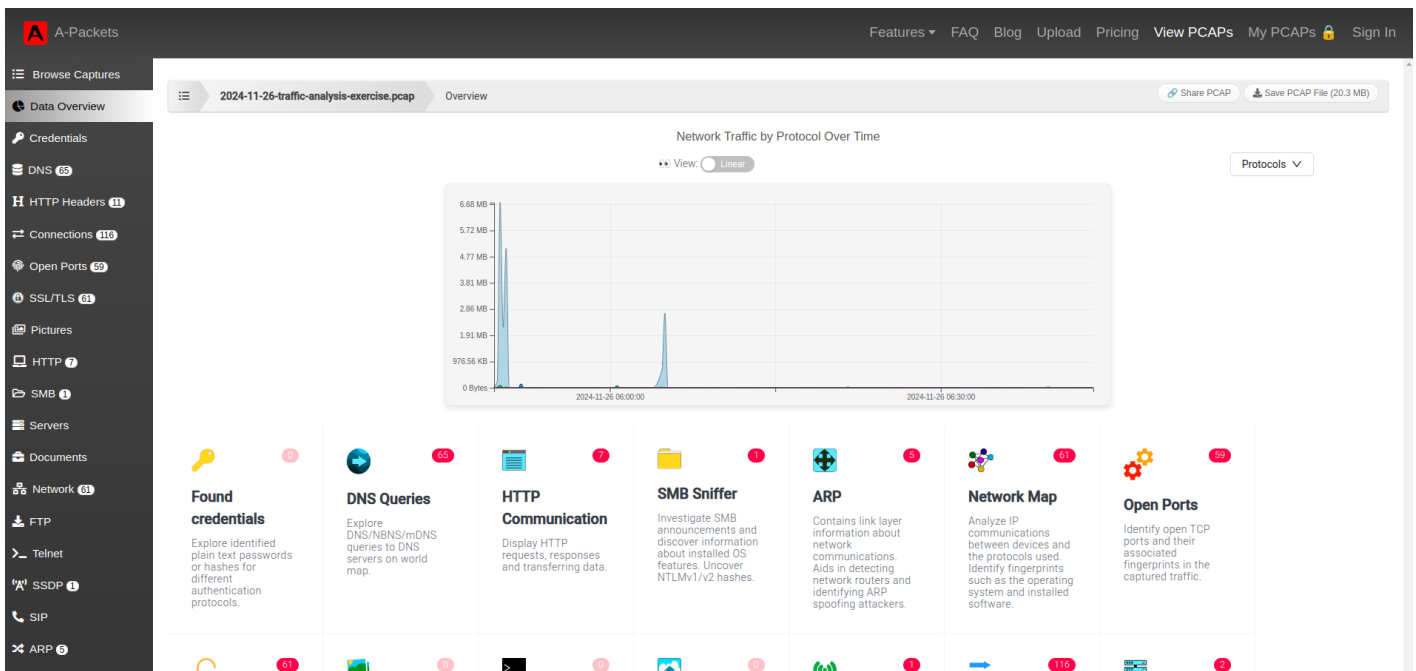 A A-Packets
Features FAQ Blog Upload Pricing View PCAPs My PCAPs Sign In
Browse Captures
Data Overview
Credentials
DNS 65
H HTTP Headers 11
Connections 116
Open Ports 59
SSL/TLS 61
Pictures
HTTP 7
SMB 1
Servers
Documents
Network 61
FTP
Telnet
SSDP 1
SIP
ARP 5
2024-11-26-traffic-analysis-exercise.pcap Overview
Share PCAP Save PCAP File (20.3 MB)
Network Traffic by Protocol Over Time
View: Linear
Protocols
6.68 MB
5.72 MB
4.77 MB
3.81 MB
2.86 MB
1.91 MB
976.56 KB
0 Bytes
2024-11-26 06:00:00 2024-11-26 06:30:00
0
Found
credentials
Explore identified
plain text passwords
or hashes for
different
authentication
protocols.
65
DNS Queries
Explore
DNS/NBNS/mDNS
queries to DNS
servers on world
map.
7
HTTP
Communication
Display HTTP
requests, responses
and transferring data.
1
SMB Sniffer
Investigate SMB
announcements and
discover information
about installed OS
features. Uncover
NTLMv1/v2 hashes.
5
ARP
Contains link layer
information about
network
communications.
Aids in detecting
network routers and
identifying ARP
spoofing attackers.
61
Network Map
Analyze IP
communications
between devices and
the protocols used.
Identify fingerprints
such as the operating
system and installed
software.
59
Open Ports
Identify open TCP
ports and their
associated
fingerprints in the
captured traffic.
61 0 0 0 1 116 2